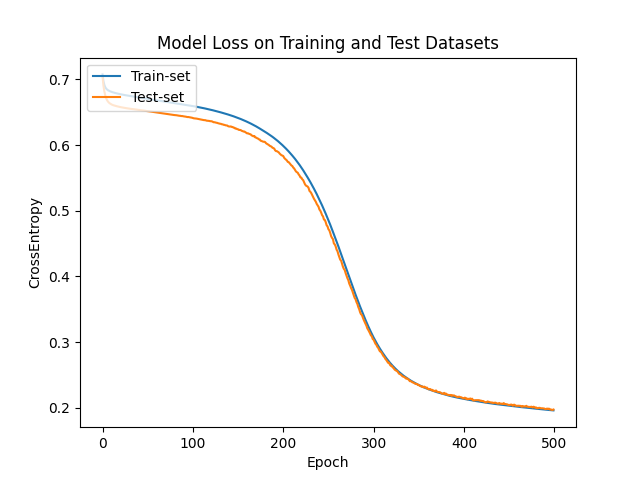 Model Loss on Training and Test Datasets
Train-set
Test-set
0.7
0.6
0.5
0.4
0.3
0.2
CrossEntropy
0 100 200 300 400 500
Epoch